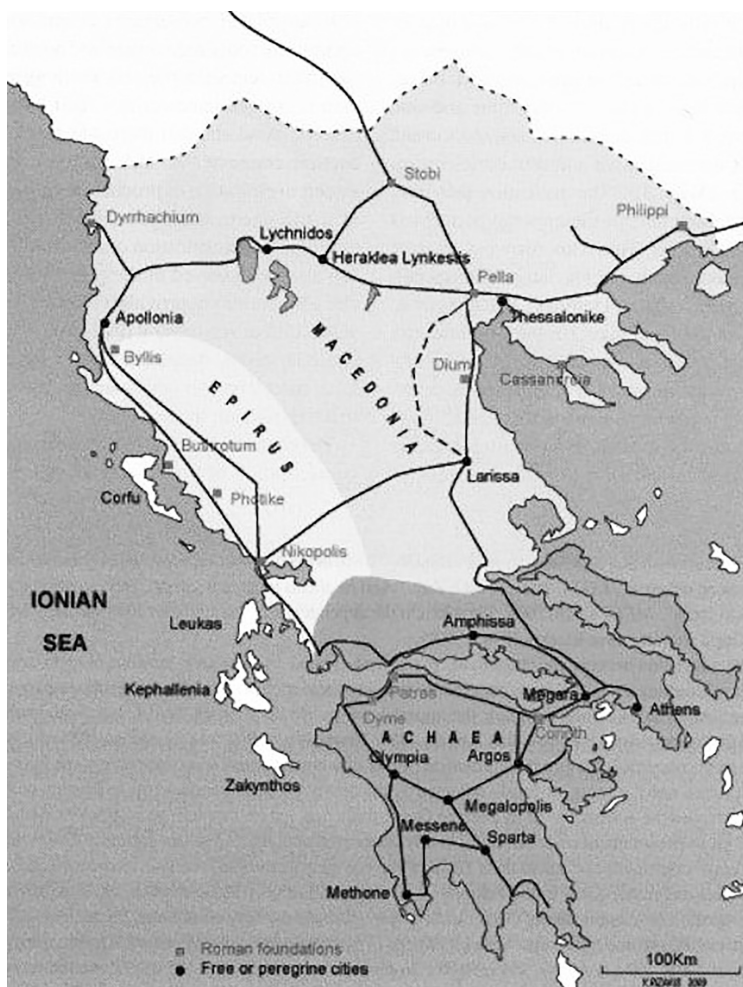 Stobi
Philippi
Dyrrhachium
Lychnidos
Heraklea Lynkestis
Pella
Apollonia
Thessalonike
Byllis
MACEDONIA
Dium
Cassandreia
EPIRUS
Buthrotum
Larissa
Corfu
Photike
Nikopolis
IONIAN
SEA
Leukas
Amphissa
Kephallenia
Patras
Megara
Athens
Dyme
Corinth
ACHAEA
Olympia
Argos
Zakynthos
Megalopolis
Messene
Sparta
Methone
Roman foundations
Free or peregrine cities
100Km
Y.RIZAKIS 2009